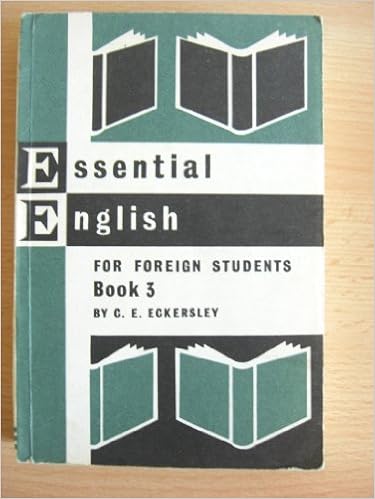 Essential
English
FOR FOREIGN STUDENTS
Book 3
BY C. E. ECKERSLEY